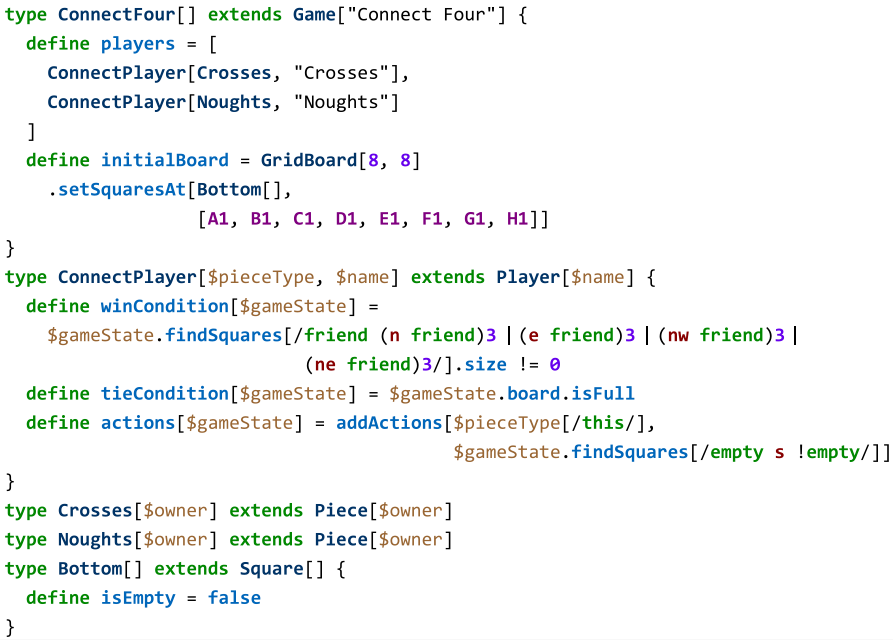 type ConnectFour[] extends Game["Connect Four"] {
  define players = [
    ConnectPlayer[Crosses, "Crosses"],
    ConnectPlayer[Noughts, "Noughts"]
  ]
  define initialBoard = GridBoard[8, 8]
    .setSquaresAt[Bottom[],
                  [A1, B1, C1, D1, E1, F1, G1, H1]]
}
type ConnectPlayer[$pieceType, $name] extends Player[$name] {
  define winCondition[$gameState] =
    $gameState.findSquares[/friend (n friend)3 | (e friend)3 | (nw friend)3 |
                            (ne friend)3/].size != 0
  define tieCondition[$gameState] = $gameState.board.isFull
  define actions[$gameState] = addActions[$pieceType[/this/],
                                          $gameState.findSquares[/empty s !empty/]]
}
type Crosses[$owner] extends Piece[$owner]
type Noughts[$owner] extends Piece[$owner]
type Bottom[] extends Square[] {
  define isEmpty = false
}